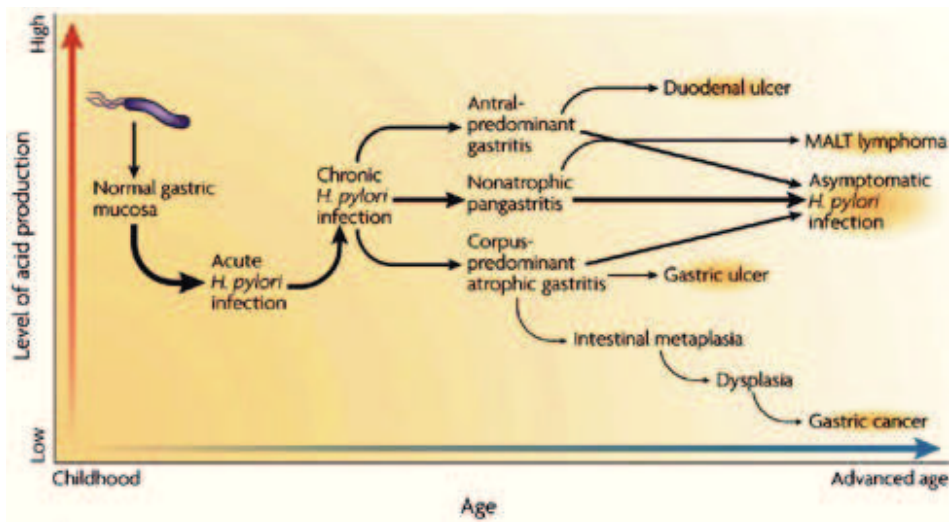 High
Level of acid production
Low
Normal gastric
mucosa
Acute
H. pylori
infection
Chronic
H. pylori
infection
Antral-
predominant
gastritis
Nonatrophic
pangastritis
Corpus-
predominant
atrophic gastritis
Duodenal ulcer
MALT lymphoma
Asymptomatic
H. pylori
infection
Gastric ulcer
Intestinal metaplasia
Dysplasia
Gastric cancer
Childhood
Advanced age
Age